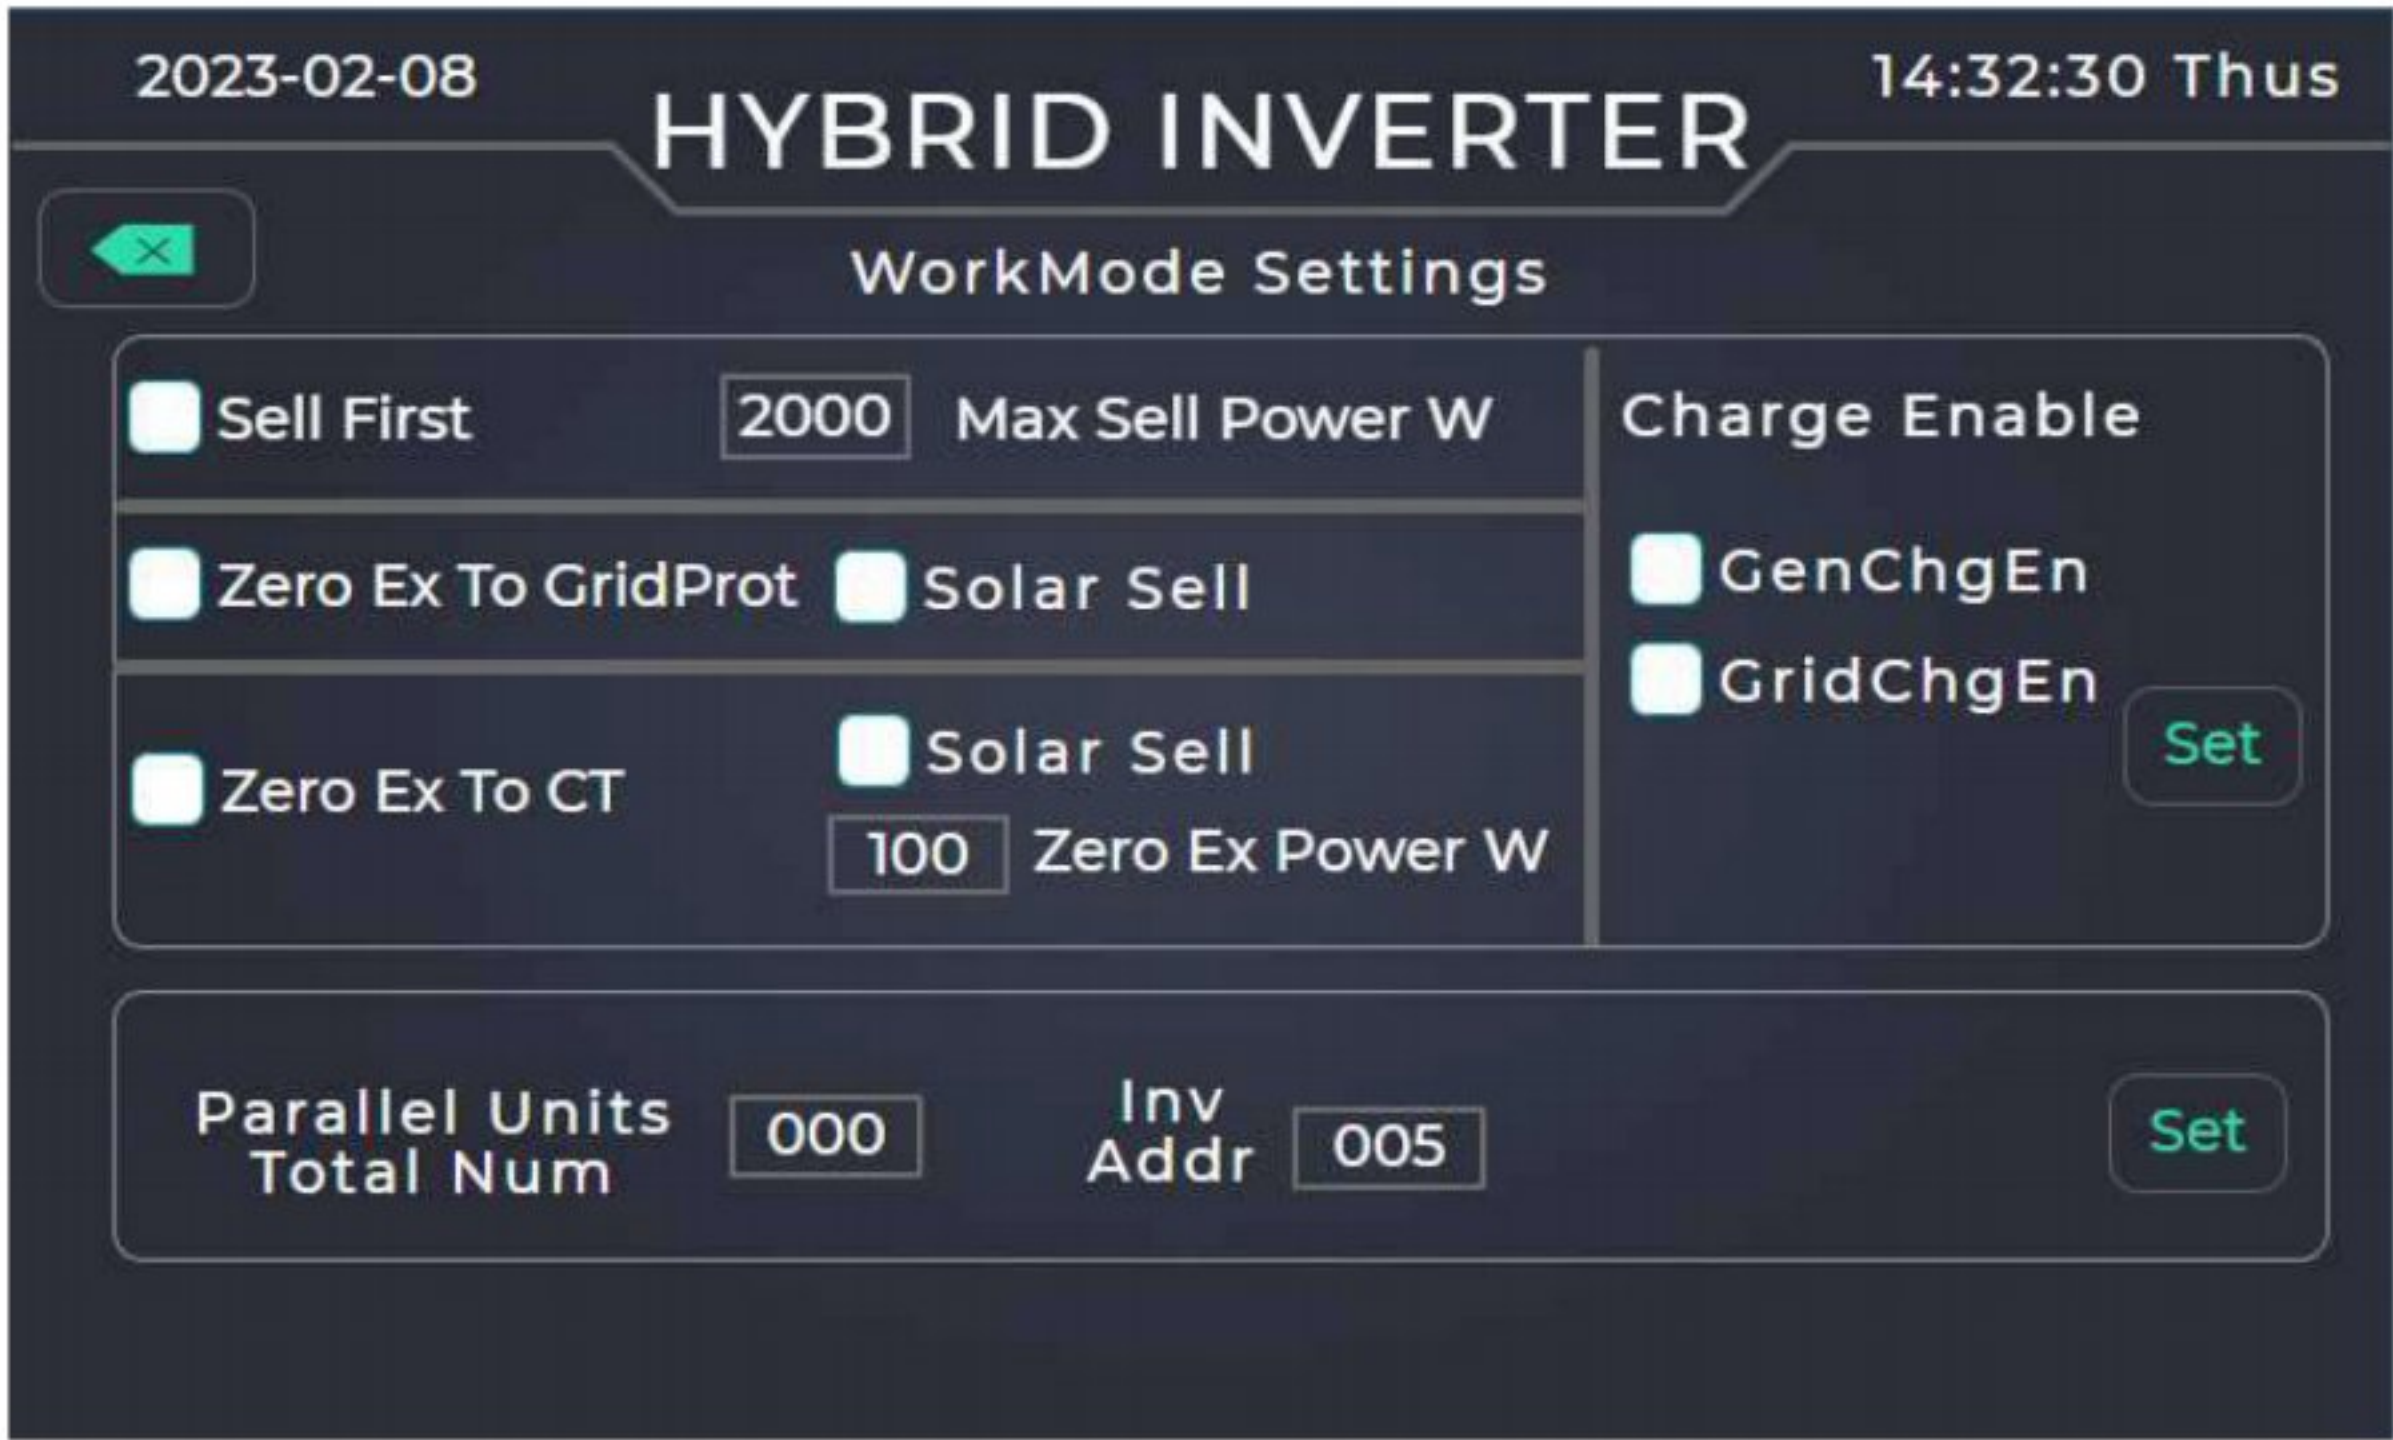 2023-02-08
14:32:30 Thus
HYBRID INVERTER
WorkMode Settings
Sell First 2000 Max Sell Power W
Zero Ex To GridProt Solar Sell
Zero Ex To CT
Solar Sell
100 Zero Ex Power W
Charge Enable
GenChgEn
GridChgEn
Set
Parallel Units
Total Num
000
Inv
Addr
005
Set